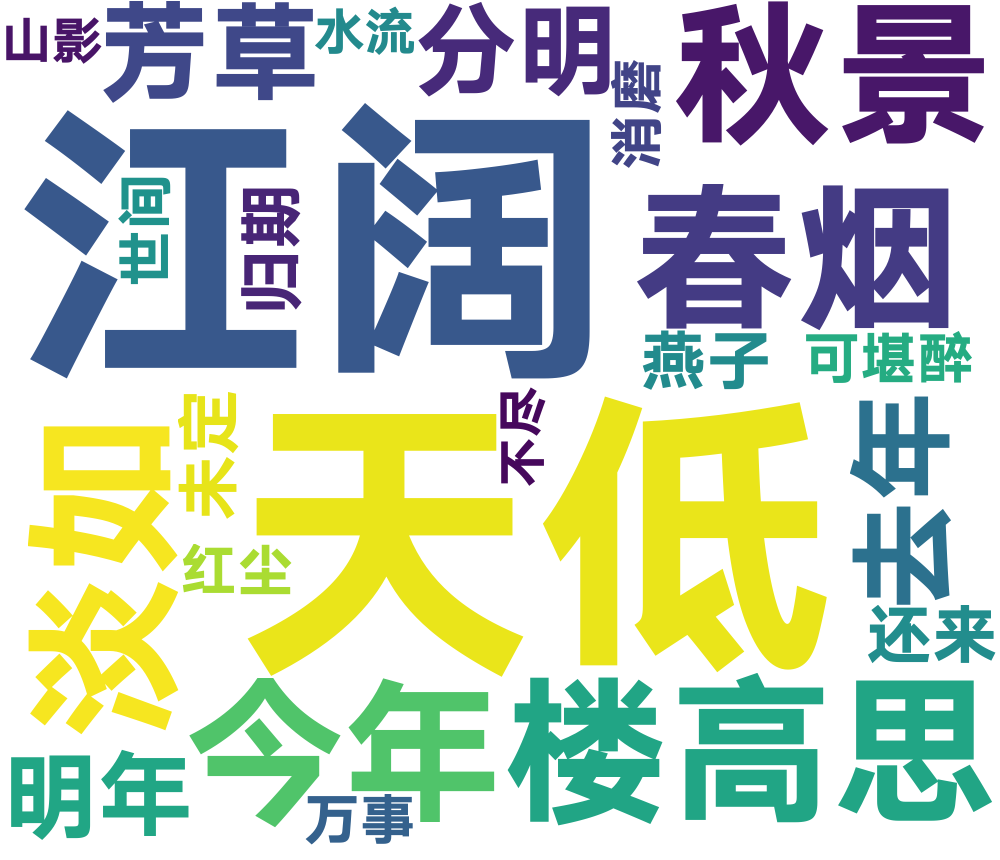 山影
芳草
水流
分明
消磨
秋景
江阔
世间
归期
春烟
燕子
可堪醉
天低
不尽
未定
淡如
红尘
去年
还来
今年
楼高
思
明年
万事